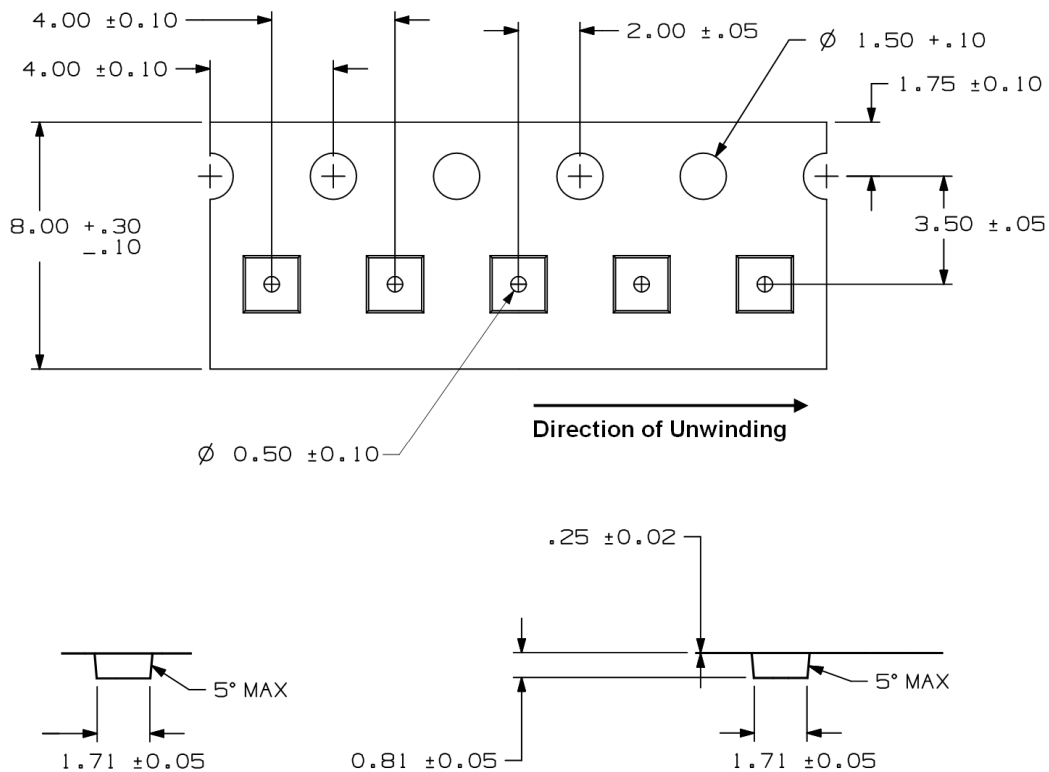 4.00 ±0.10
2.00 ±.05
Ø 1.50 +.10
4.00 ±0.10
1.75 ±0.10
8.00 +.30
-.10
3.50 ±.05
Direction of Unwinding
Ø 0.50 ±0.10
.25 ±0.02
5° MAX
5° MAX
1.71 ±0.05
0.81 ±0.05
1.71 ±0.05